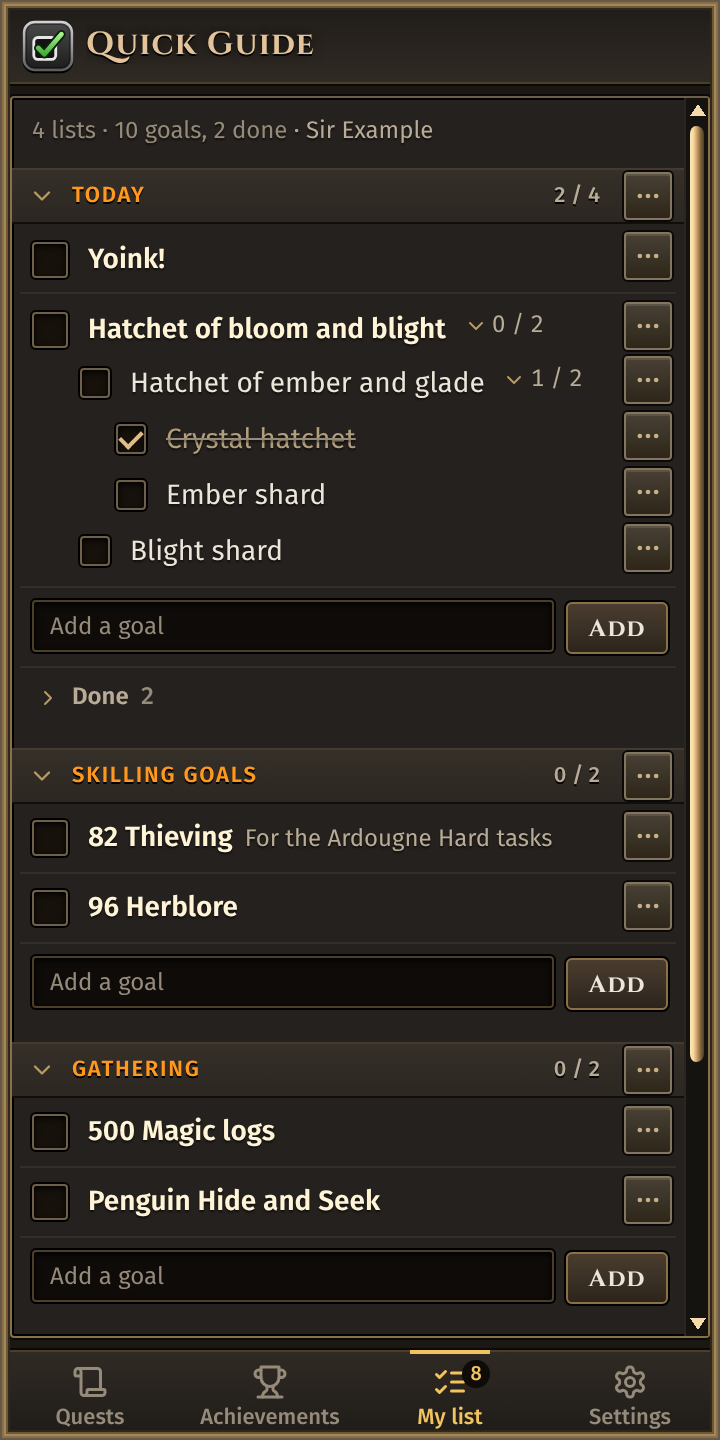 Quick Guide
4 lists · 10 goals, 2 done · Sir Example
TODAY 2 / 4 ...
Yoink! ...
Hatchet of bloom and blight 0 / 2 ...
Hatchet of ember and glade 1 / 2 ...
Crystal hatchet ...
Ember shard ...
Blight shard ...
Add a goal ADD
Done 2
SKILLING GOALS 0 / 2 ...
82 Thieving For the Ardougne Hard tasks ...
96 Herblore ...
Add a goal ADD
GATHERING 0 / 2 ...
500 Magic logs ...
Penguin Hide and Seek ...
Add a goal ADD
8
Quests Achievements My list Settings